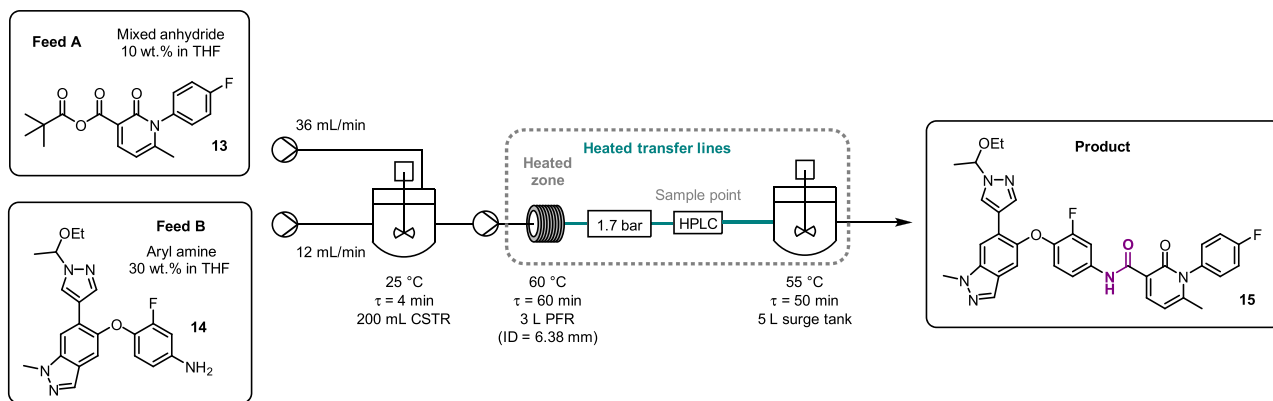 Feed A
Mixed anhydride
10 wt.% in THF
O
O
O
F
O
N
13
Feed B
Aryl amine
30 wt.% in THF
OEt
N
N
F
O
14
N
N
NH2
36 mL/min
12 mL/min
25 °C
τ = 4 min
200 mL CSTR
Heated transfer lines
Heated
zone
Sample point
1.7 bar
HPLC
60 °C
τ = 60 min
3 L PFR
(ID = 6.38 mm)
55 °C
τ = 50 min
5 L surge tank
Product
OEt
N
N
F
O
O
O
F
N
H
N
N
N
15